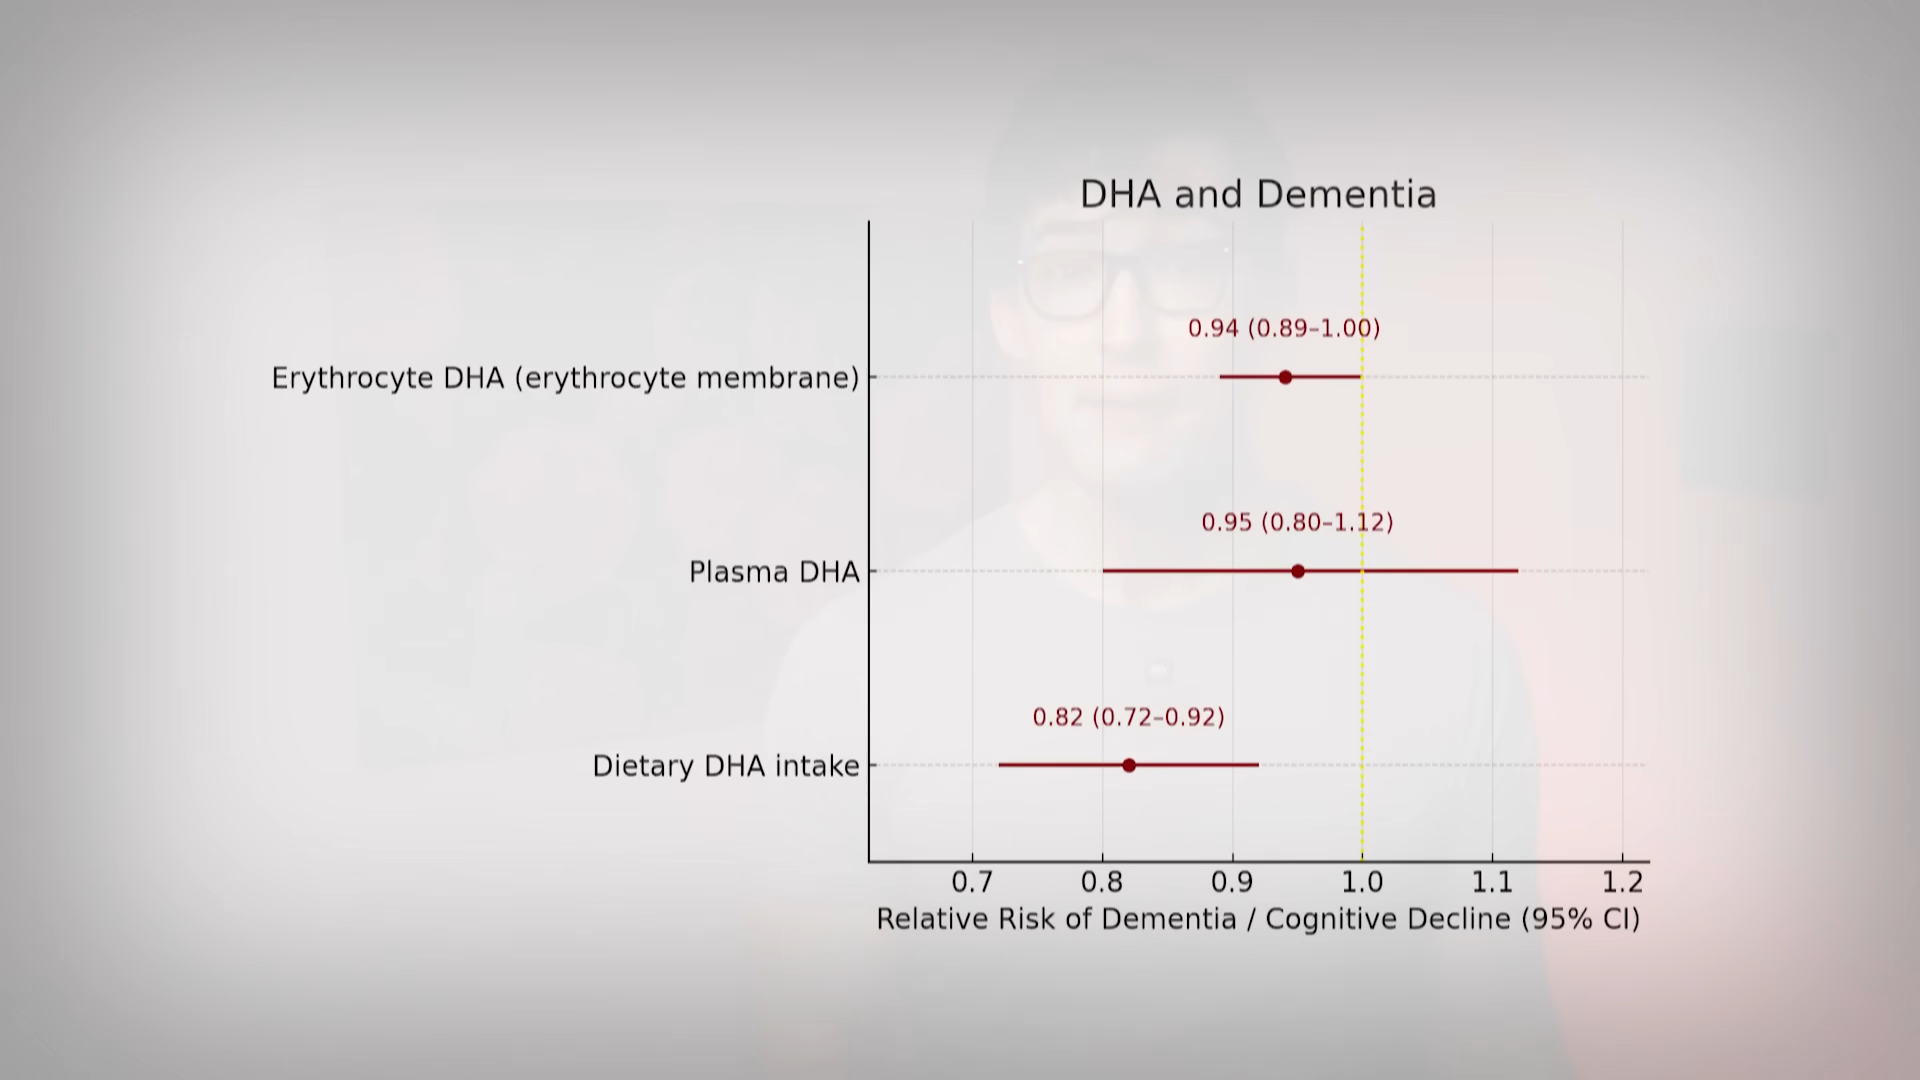 DHA and Dementia
0.94 (0.89–1.00)
Erythrocyte DHA (erythrocyte membrane)
0.95 (0.80–1.12)
Plasma DHA
0.82 (0.72–0.92)
Dietary DHA intake
0.7 0.8 0.9 1.0 1.1 1.2
Relative Risk of Dementia / Cognitive Decline (95% CI)